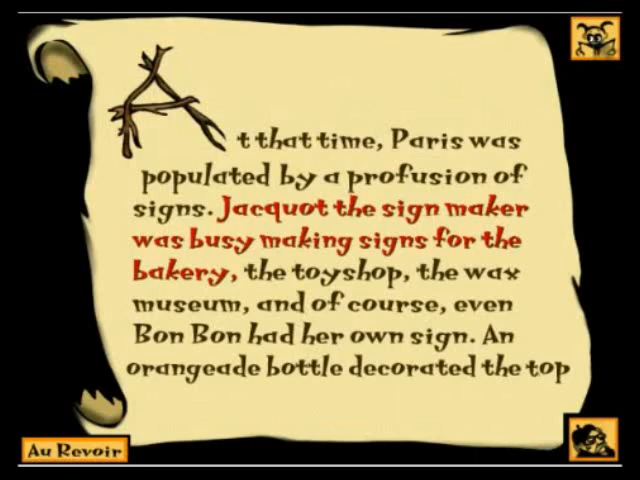 At that time, Paris was
populated by a profusion of
signs. Jacquot the sign maker
was busy making signs for the
bakery, the toyshop, the wax
museum, and of course, even
Bon Bon had her own sign. An
orangeade bottle decorated the top
Au Revoir